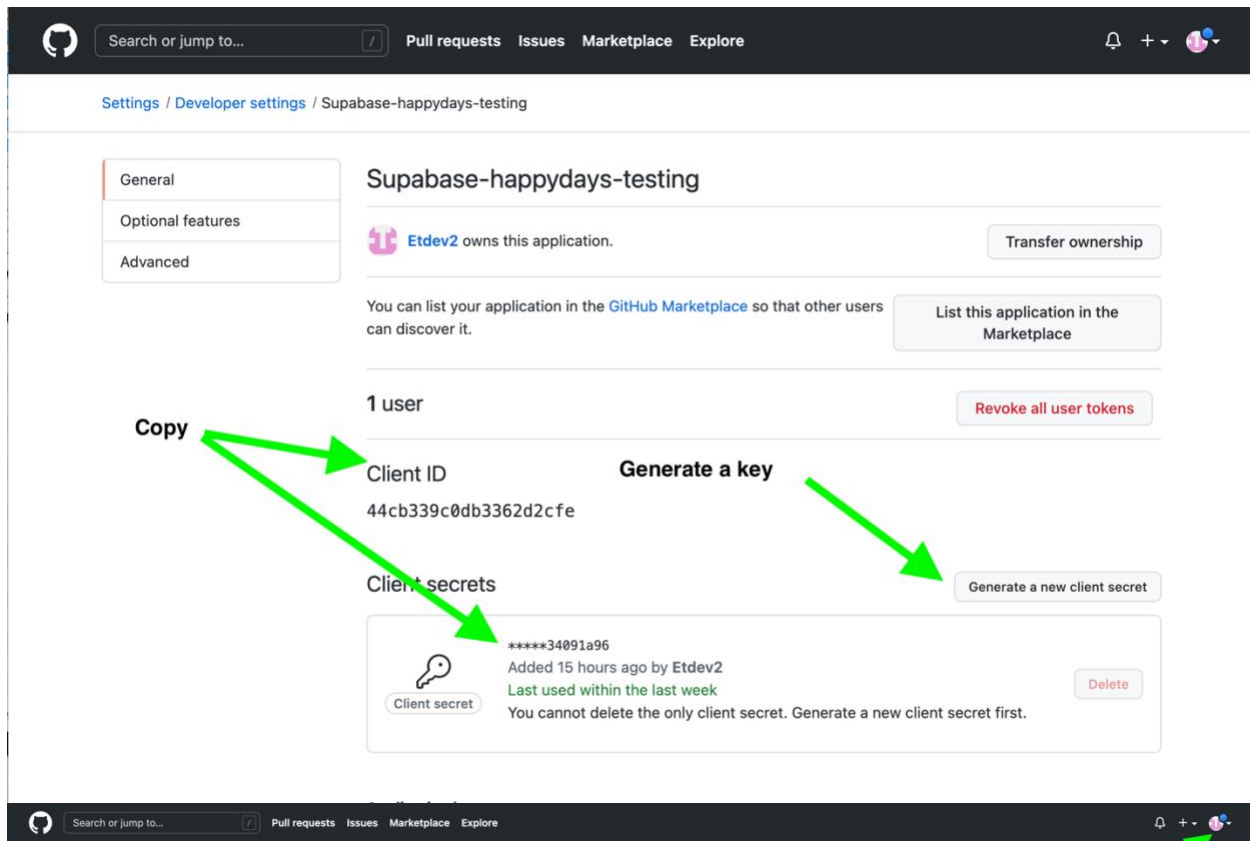 Search or jump to... / Pull requests Issues Marketplace Explore
Settings / Developer settings / Supabase-happydays-testing
General
Optional features
Advanced
Supabase-happydays-testing
Etdev2 owns this application.
Transfer ownership
You can list your application in the GitHub Marketplace so that other users
can discover it.
List this application in the
Marketplace
1 user
Revoke all user tokens
Copy
Client ID
Generate a key
44cb339c0db3362d2cfe
Client secrets
Generate a new client secret
*****34091a96
Added 15 hours ago by Etdev2
Last used within the last week
You cannot delete the only client secret. Generate a new client secret first.
Client secret
Delete
Search or jump to... / Pull requests Issues Marketplace Explore